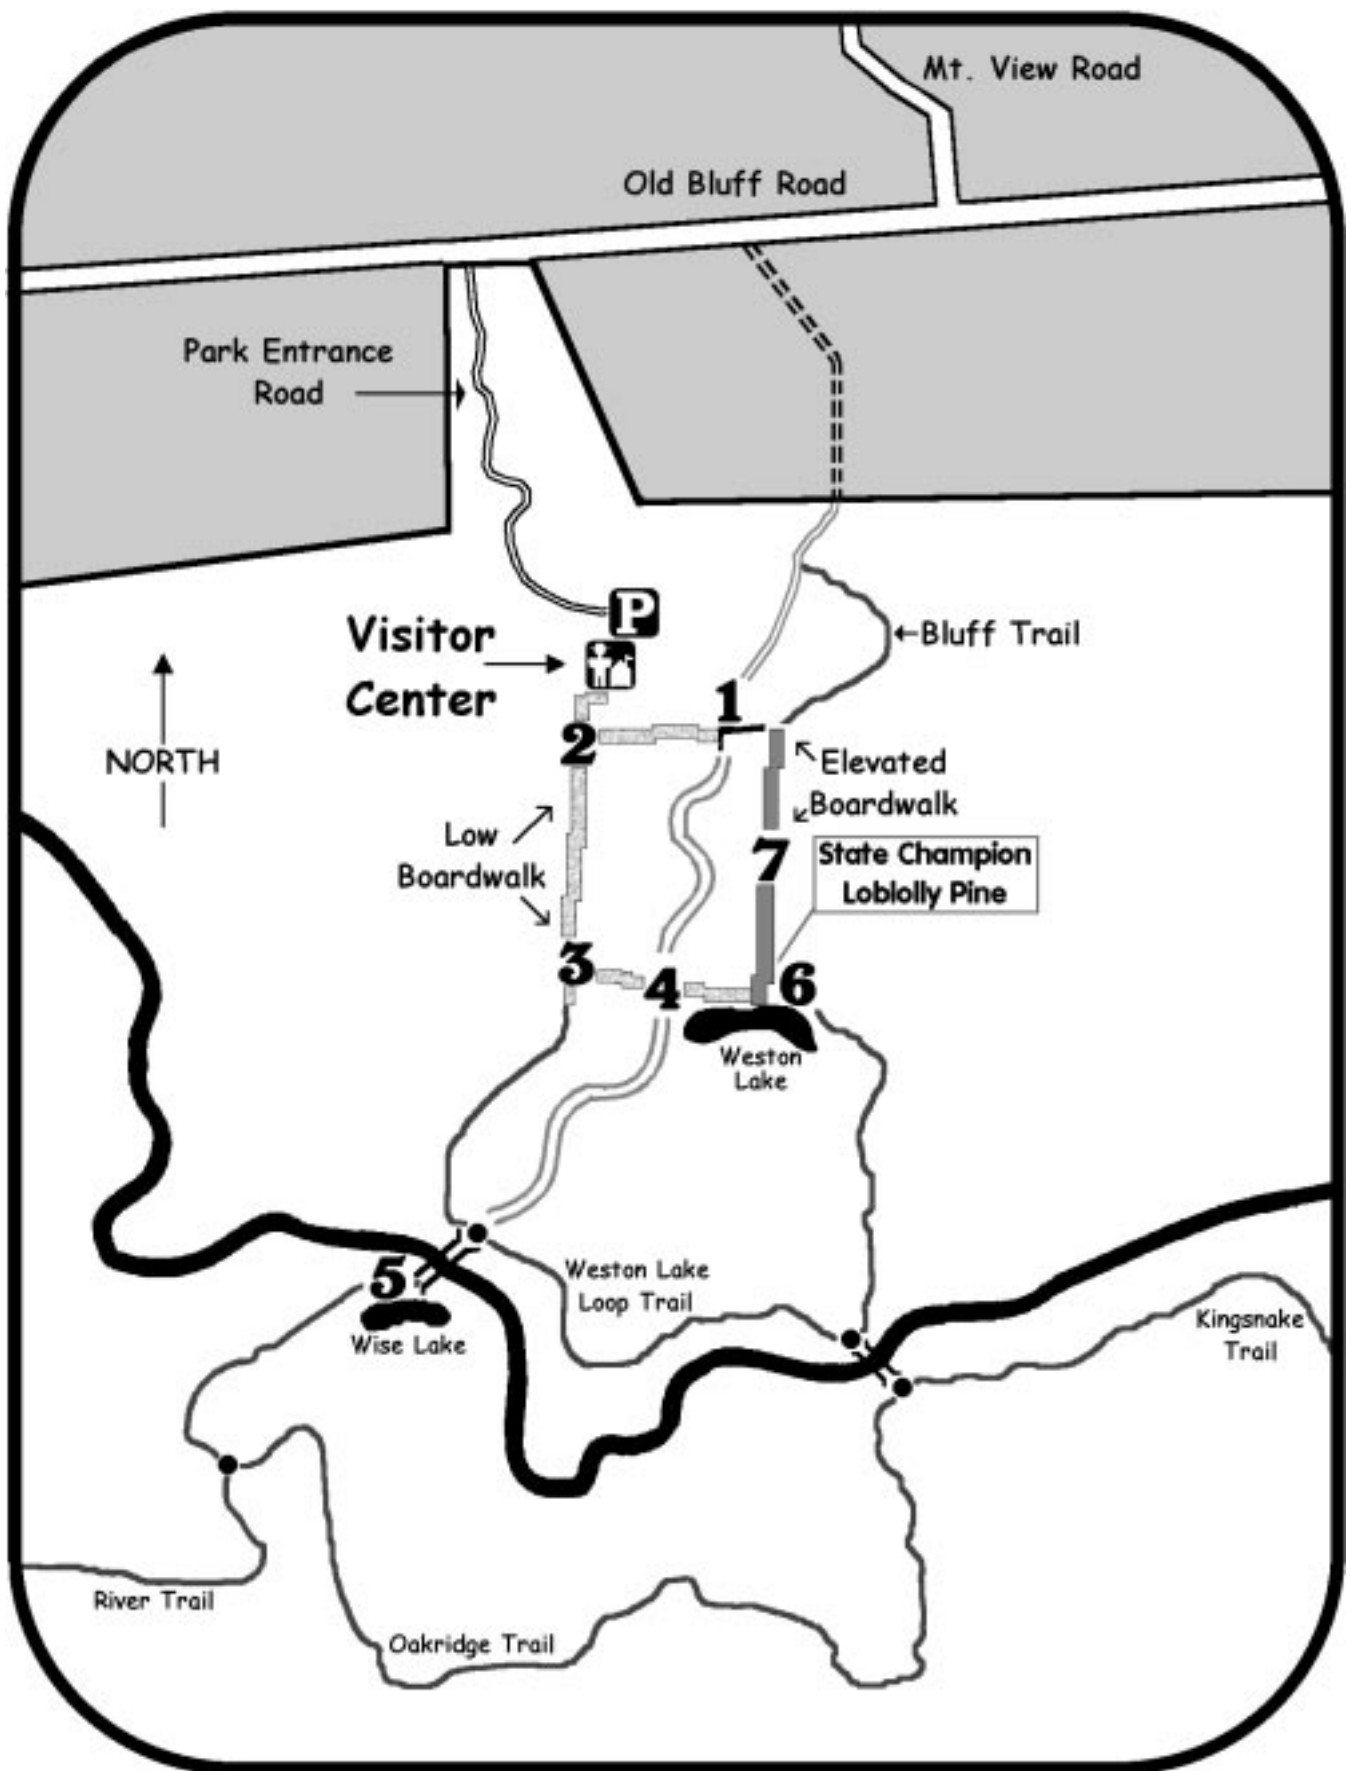 Mt. View Road
Old Bluff Road
Park Entrance
Road
P
Visitor
Center
Bluff Trail
NORTH
1
2
Elevated
Boardwalk
Low
Boardwalk
7
State Champion
Loblolly Pine
3
4
6
Weston
Lake
5
Wise Lake
Weston Lake
Loop Trail
Kingsnake
Trail
River Trail
Oakridge Trail